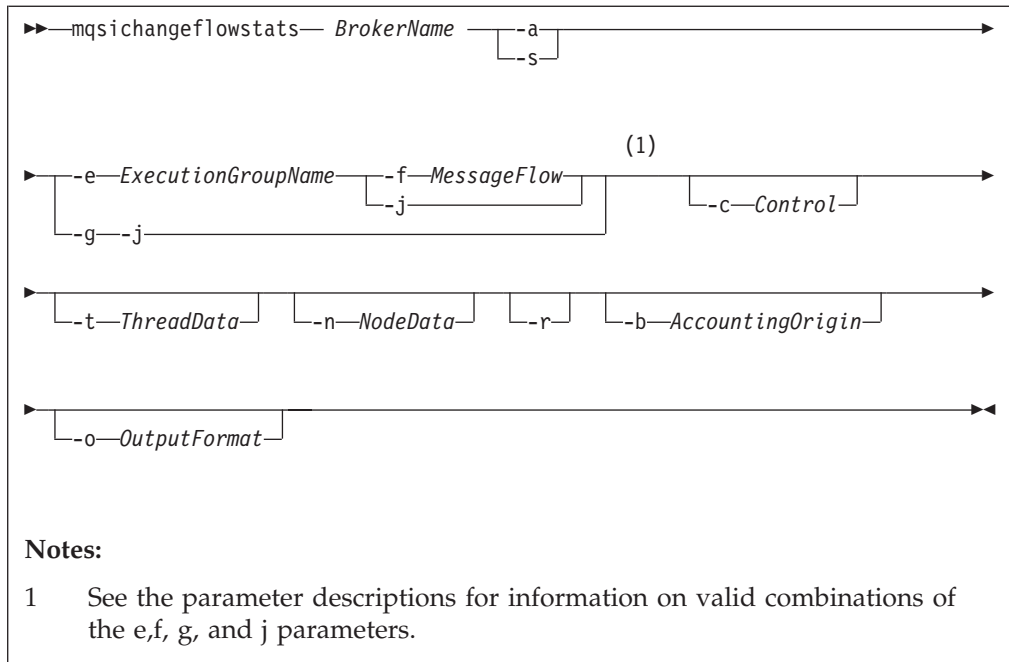 mqsichangeflowstats BrokerName -a
-s
(1)
-e ExecutionGroupName -f MessageFlow
-j
-c Control
-g -j
-t ThreadData -n NodeData -r -b AccountingOrigin
-o OutputFormat
Notes:
1 See the parameter descriptions for information on valid combinations of
the e,f, g, and j parameters.